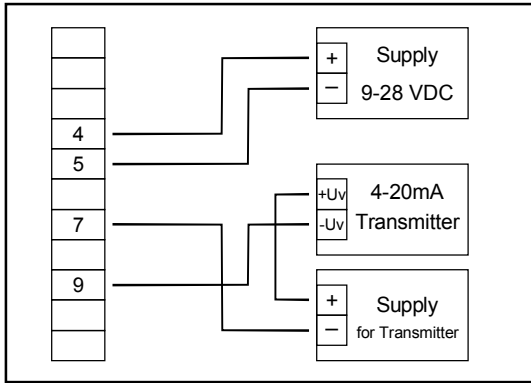 4
5
7
9
+
−
Supply
9-28 VDC
+Uv
-Uv
4-20mA
Transmitter
+
−
Supply
for Transmitter